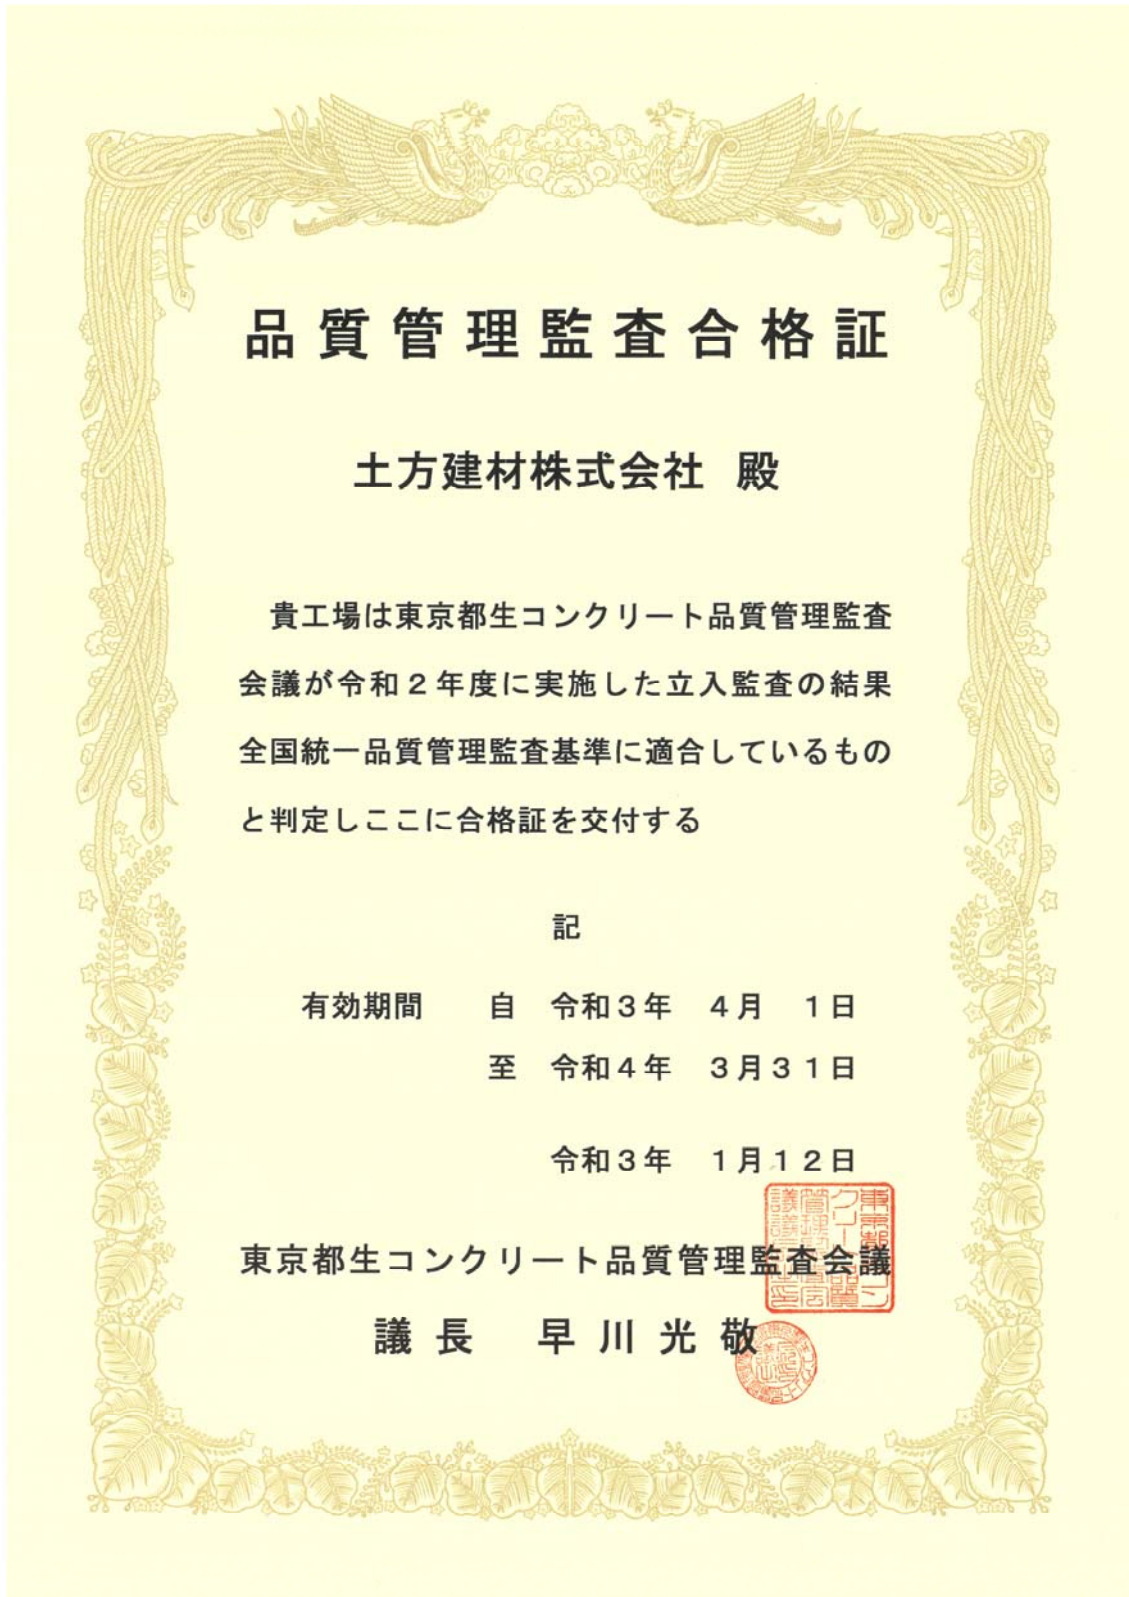 品質管理監査合格証
土方建材株式会社 殿
貴工場は東京都生コンクリート品質管理監査
会議が令和2年度に実施した立入監査の結果
全国統一品質管理監査基準に適合しているもの
と判定しここに合格証を交付する
記
有効期間 自 令和3年 4月 1日
至 令和4年 3月31日
令和3年 1月12日
東京都生コンクリート品質管理監査会議
議長 早川光敬